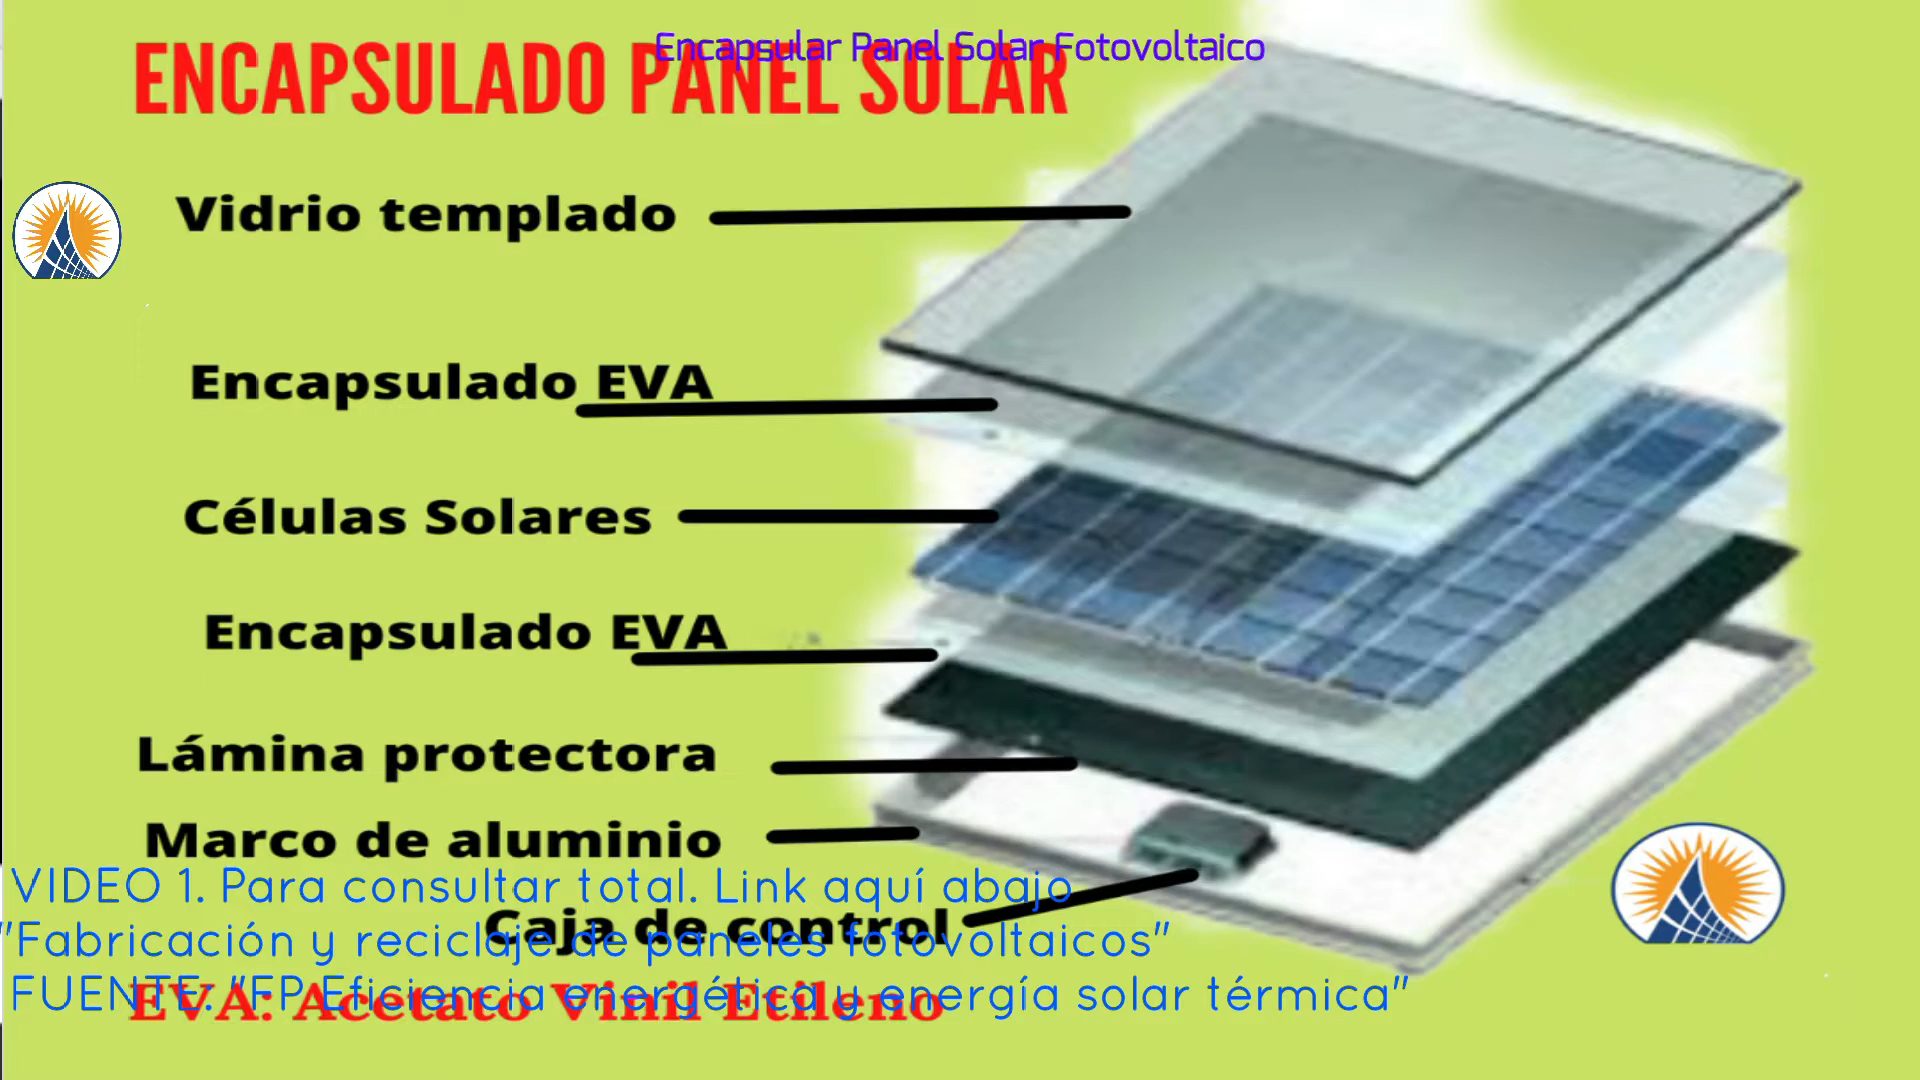 Encapsular Panel Solar Fotovoltaico
ENCAPSULADO PANEL SOLAR
Vidrio templado
Encapsulado EVA
Células Solares
Encapsulado EVA
Lámina protectora
Marco de aluminio
VIDEO 1. Para consultar total. Link aquí abajo
Caja de control
"Fabricación y reciclaje de paneles fotovoltaicos"
FUENTE: "FP Eficiencia energética y energía solar térmica"
EVA: Acetato Vinil Etileno